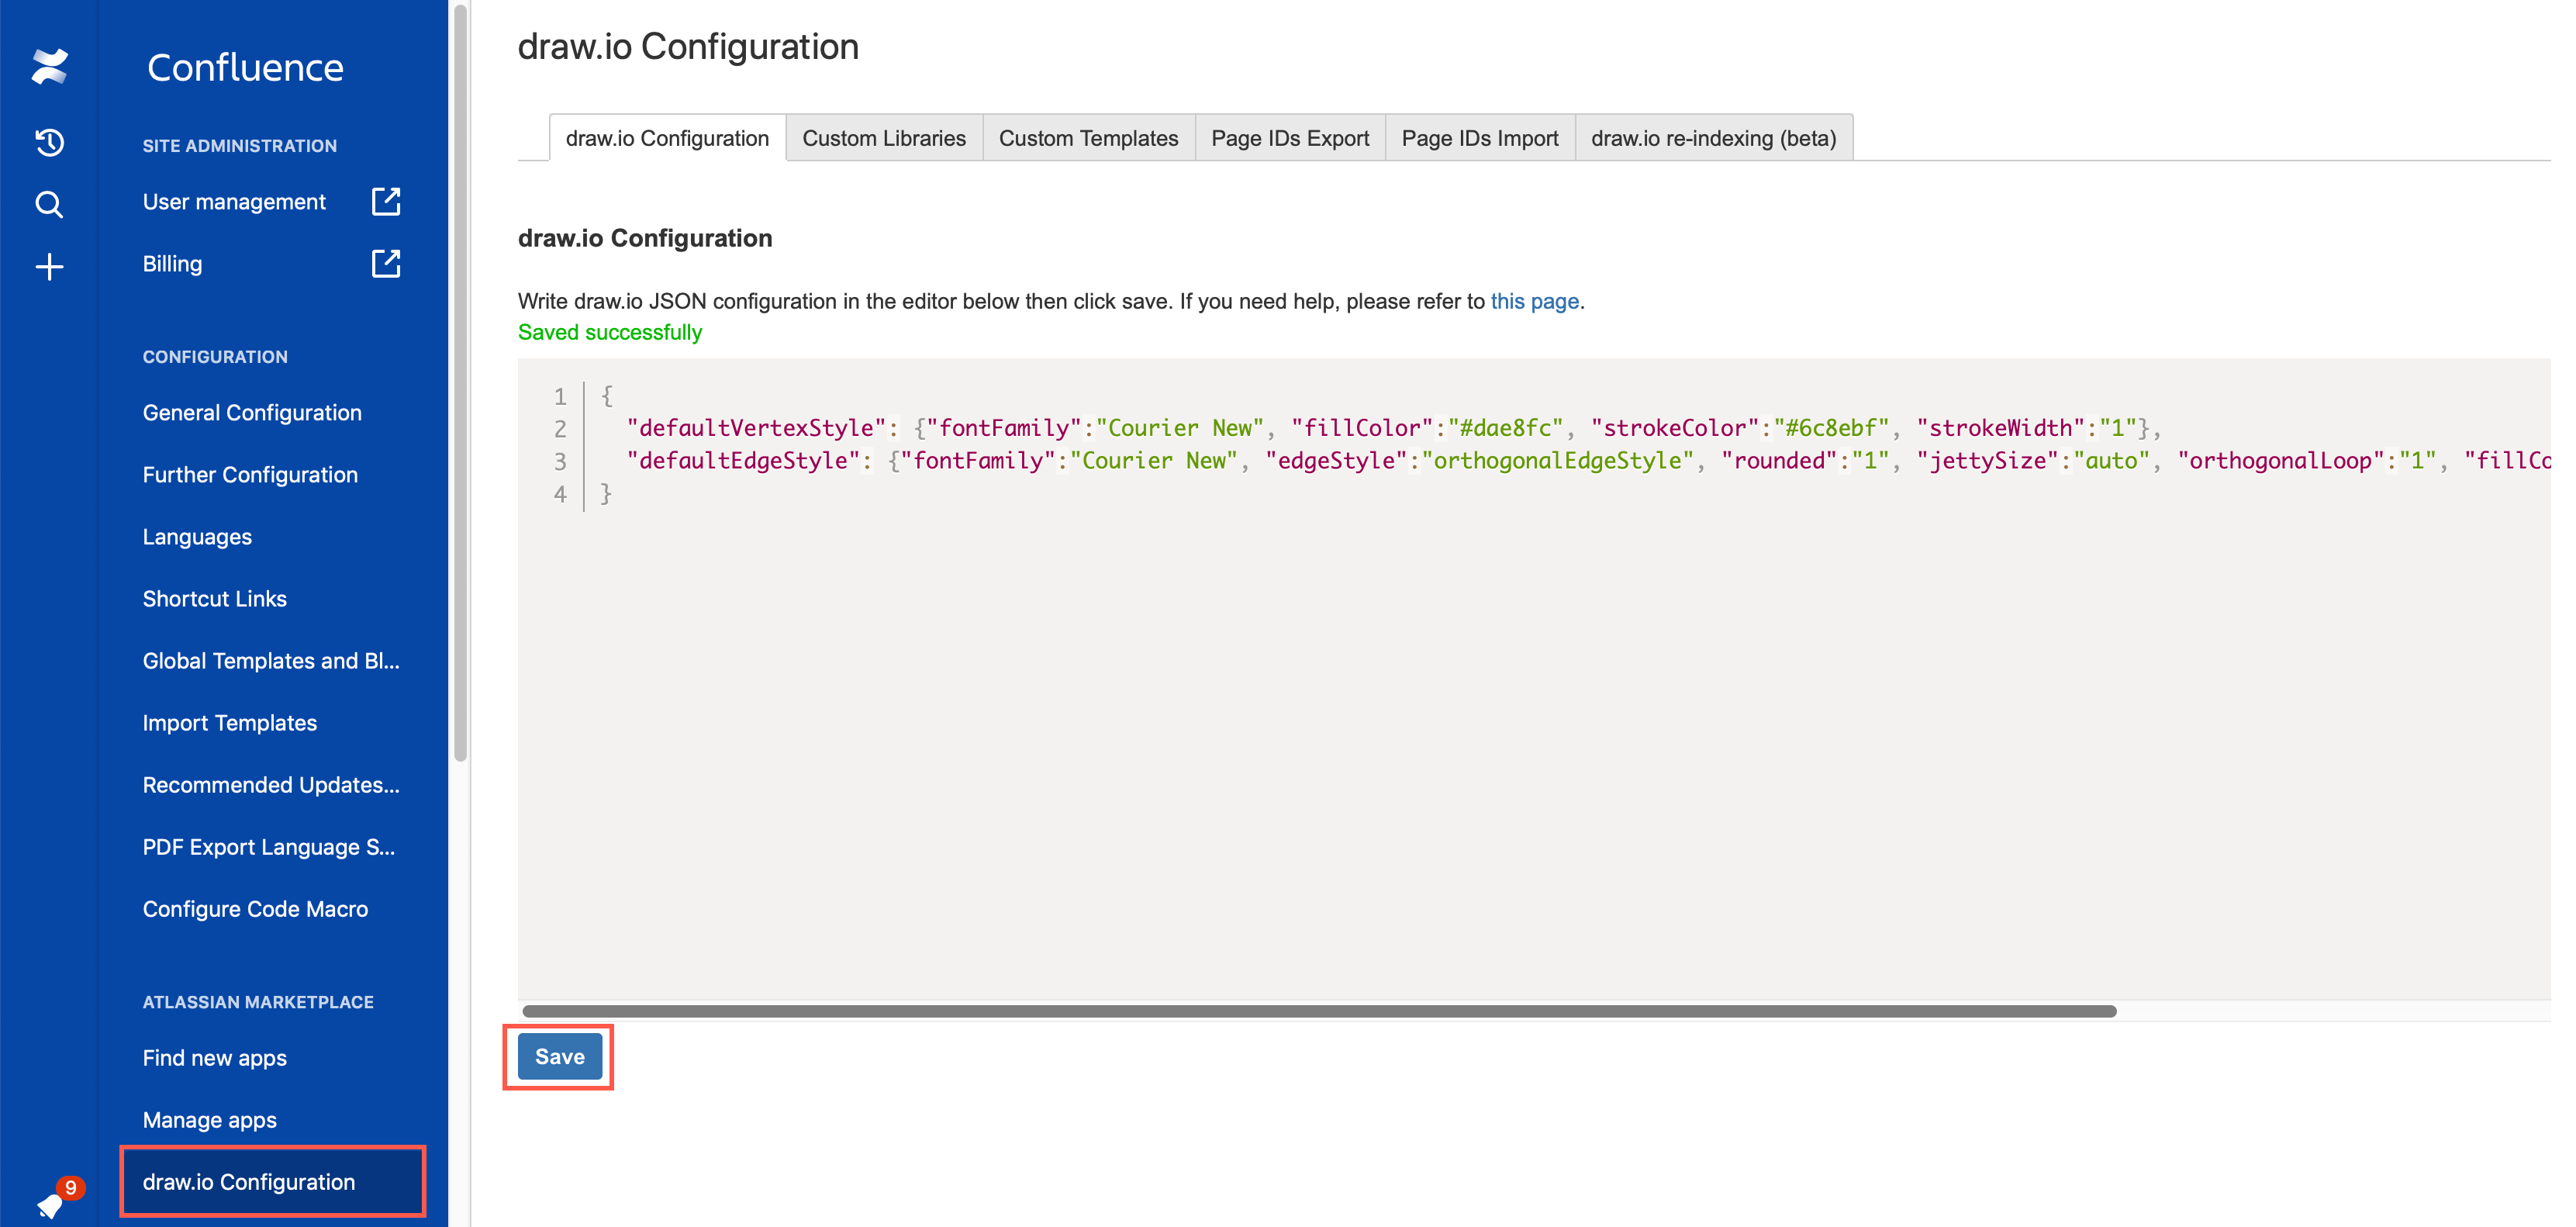 Confluence
SITE ADMINISTRATION
User management
Billing
CONFIGURATION
General Configuration
Further Configuration
Languages
Shortcut Links
Global Templates and Bl...
Import Templates
Recommended Updates...
PDF Export Language S...
Configure Code Macro
ATLASSIAN MARKETPLACE
Find new apps
Manage apps
draw.io Configuration
9
draw.io Configuration
draw.io Configuration Custom Libraries Custom Templates Page IDs Export Page IDs Import draw.io re-indexing (beta)
draw.io Configuration
Write draw.io JSON configuration in the editor below then click save. If you need help, please refer to this page.
Saved successfully
1 {
2 "defaultVertexStyle": {"fontFamily":"Courier New", "fillColor":"#dae8fc", "strokeColor":"#6c8ebf", "strokeWidth":"1"},
3 "defaultEdgeStyle": {"fontFamily":"Courier New", "edgeStyle":"orthogonalEdgeStyle", "rounded":"1", "jettySize":"auto", "orthogonalLoop":"1", "fillCo
4 }
Save